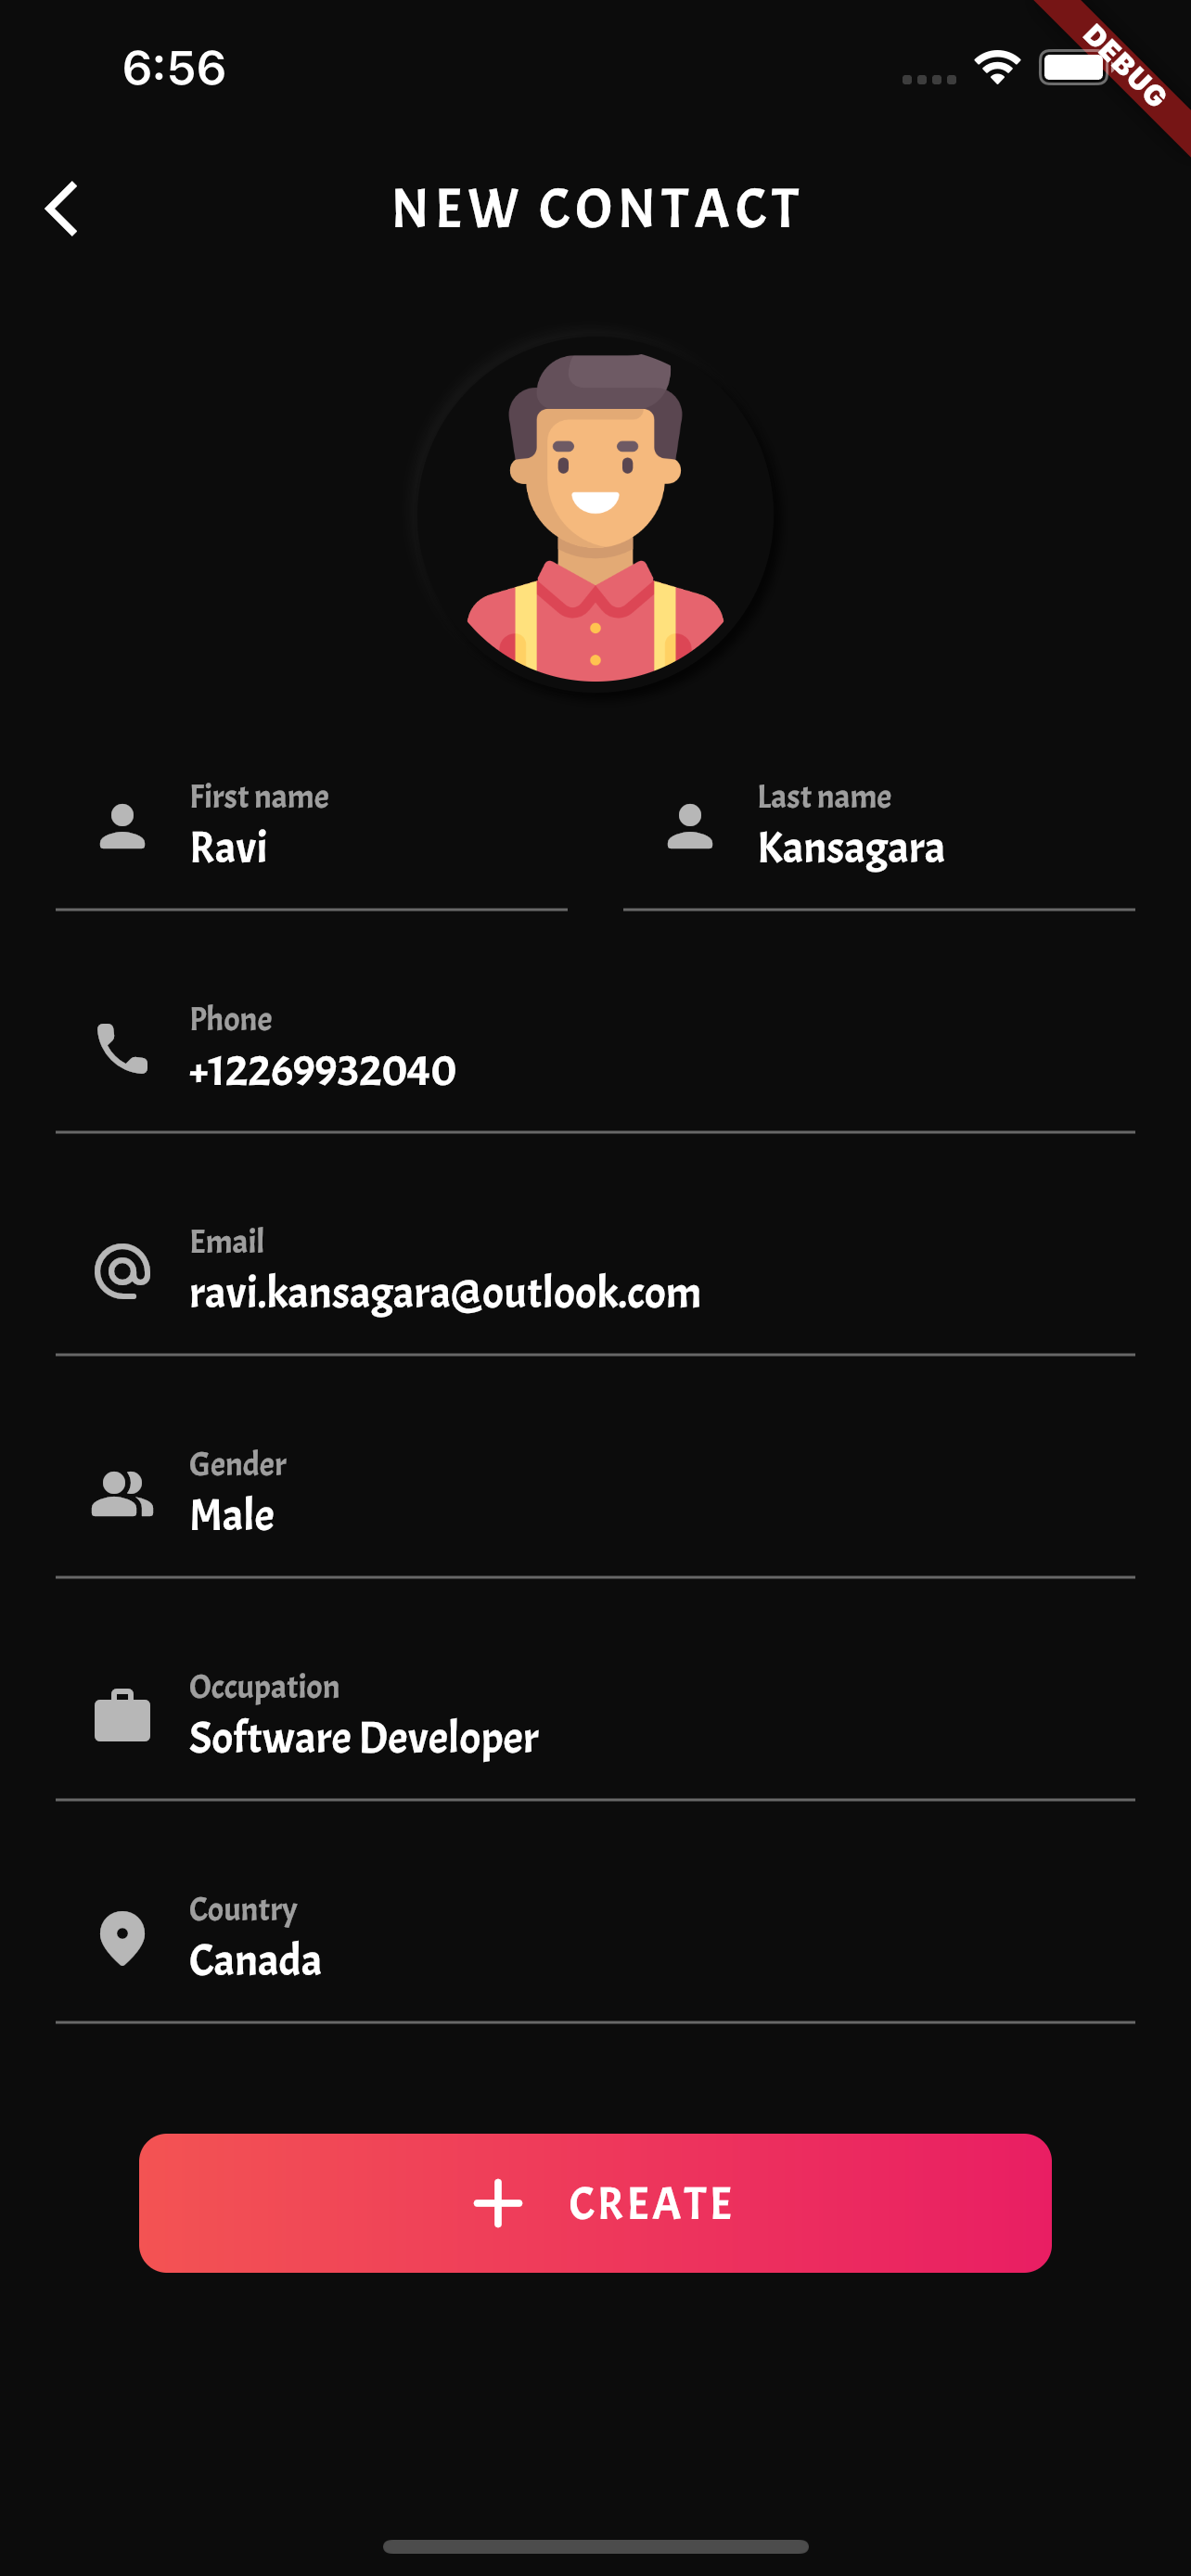 6:56
DEBUG
NEW CONTACT
First name
Ravi
Last name
Kansagara
Phone
+12269932040
Email
ravi.kansagara@outlook.com
Gender
Male
Occupation
Software Developer
Country
Canada
CREATE